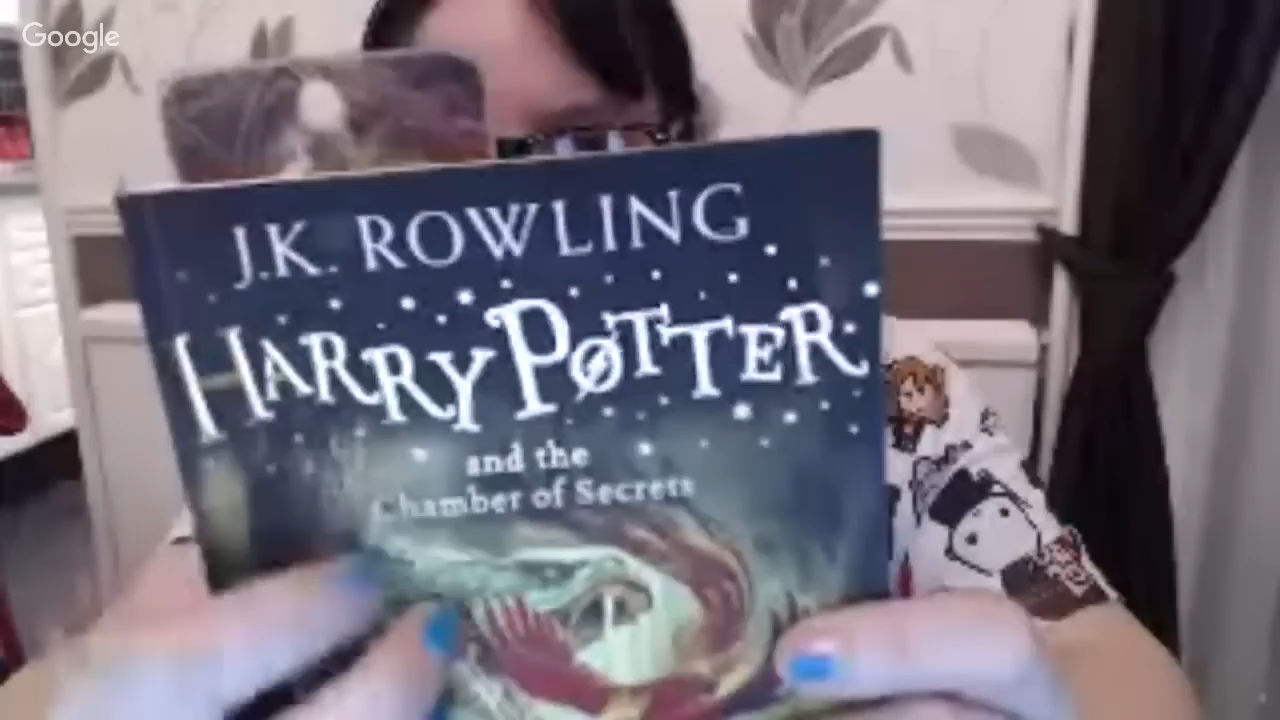 Google
J.K. ROWLING
HARRY POTTER
and the
Chamber of Secrets